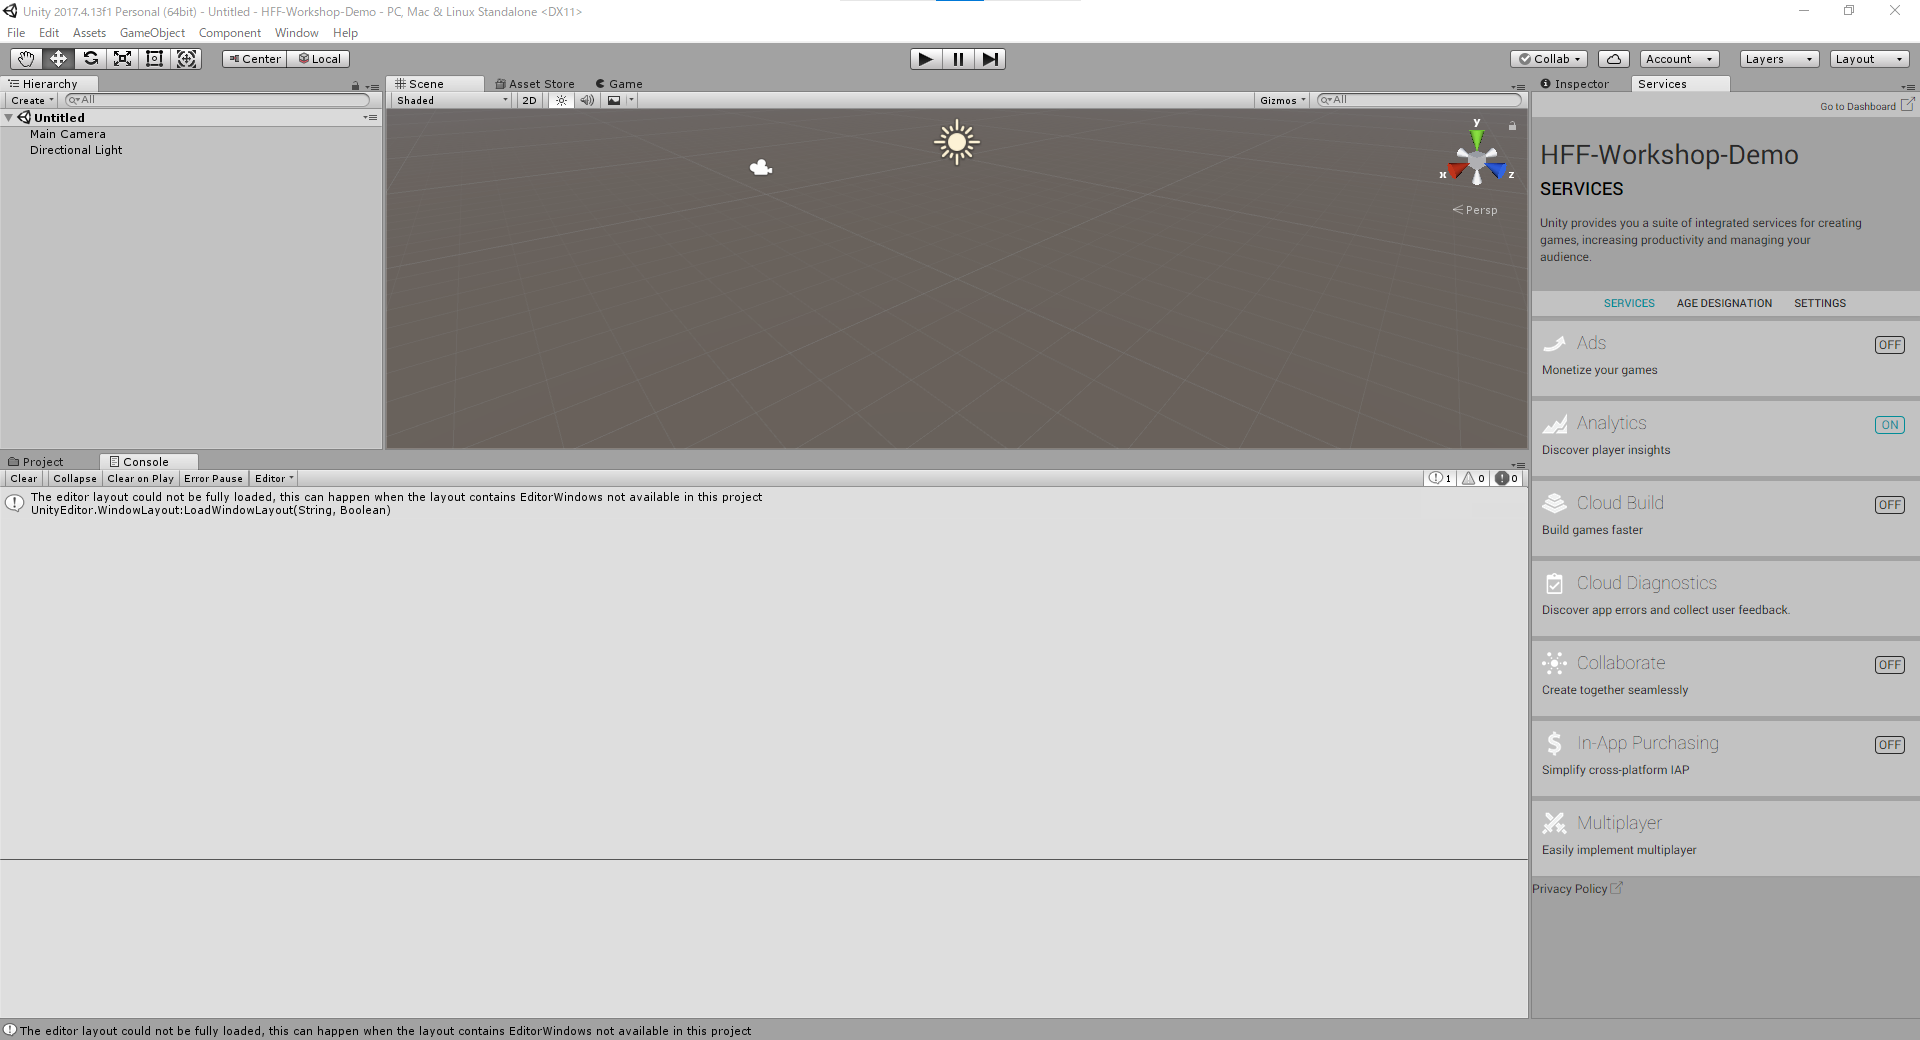 Unity 2017.4.13f1 Personal (64bit) - Untitled - HFF-Workshop-Demo - PC, Mac & Linux Standalone <DX11>
File Edit Assets GameObject Component Window Help
Center Local Collab Account Layers Layout
Hierarchy
Create All
Untitled
Main Camera
Directional Light
Scene Asset Store Game
Shaded 2D Gizmos All
y
x z
Persp
Inspector Services
Go to Dashboard
HFF-Workshop-Demo
SERVICES
Unity provides you a suite of integrated services for creating
games, increasing productivity and managing your
audience.
SERVICES AGE DESIGNATION SETTINGS
Ads OFF
Monetize your games
Analytics ON
Discover player insights
Cloud Build OFF
Build games faster
Cloud Diagnostics
Discover app errors and collect user feedback.
Collaborate OFF
Create together seamlessly
In-App Purchasing OFF
Simplify cross-platform IAP
Multiplayer
Easily implement multiplayer
Privacy Policy
Project Console
Clear Collapse Clear on Play Error Pause Editor 1 0 0
The editor layout could not be fully loaded, this can happen when the layout contains EditorWindows not available in this project
UnityEditor.WindowLayout:LoadWindowLayout(String, Boolean)
The editor layout could not be fully loaded, this can happen when the layout contains EditorWindows not available in this project